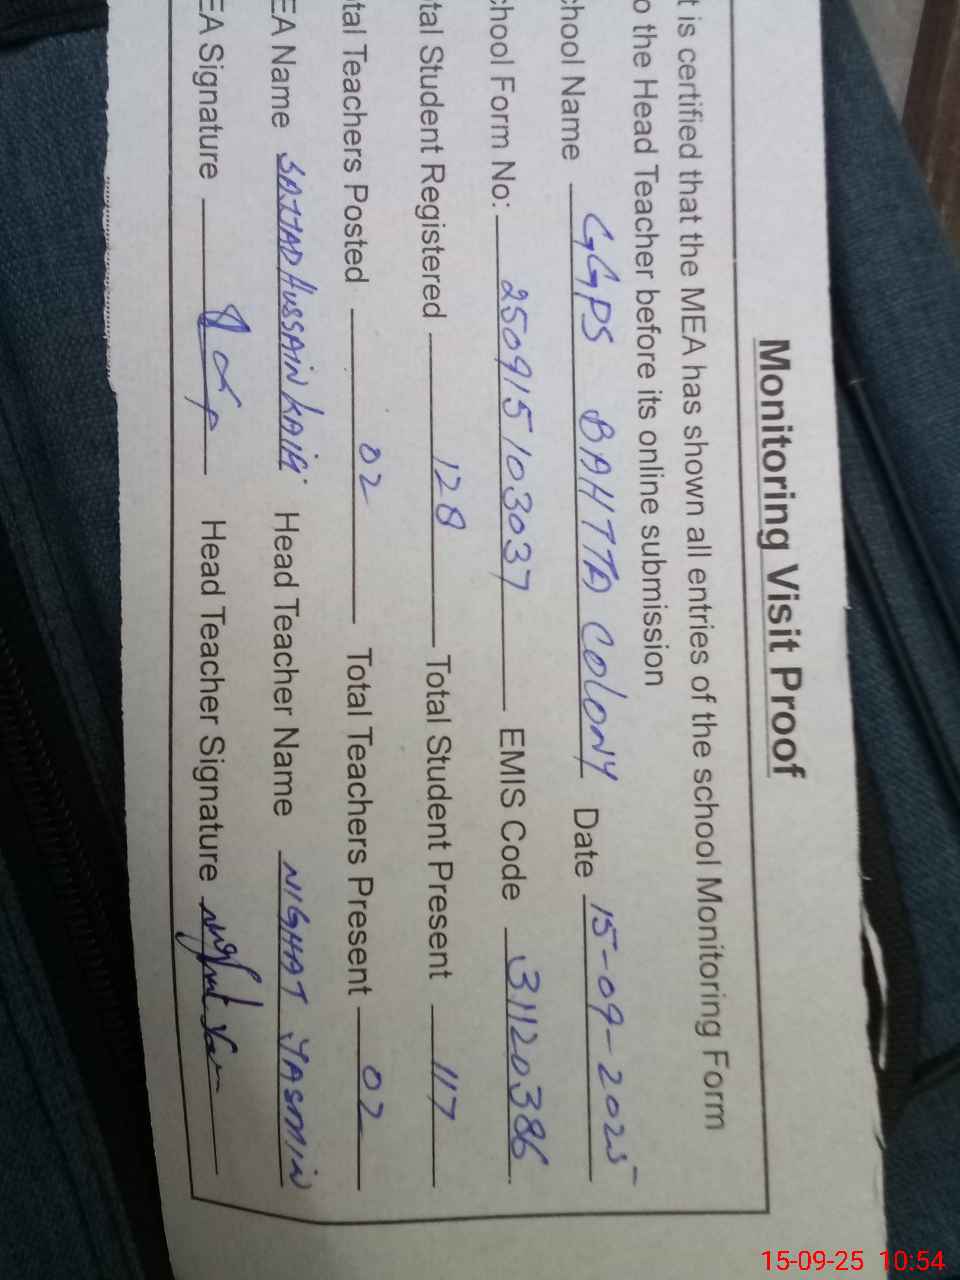 Monitoring Visit Proof
t is certified that the MEA has shown all entries of the school Monitoring Form
o the Head Teacher before its online submission
chool Name GGPS BAHTTA COLONY Date 15-09-2025
chool Form No: 250915103037 EMIS Code 31120386
tal Student Registered 128 Total Student Present 117
tal Teachers Posted 02 Total Teachers Present 02
EA Name SAJJAD HUSSAIN Head Teacher Name NIGHAT YASMIN
EA Signature Head Teacher Signature
15-09-25 10:54